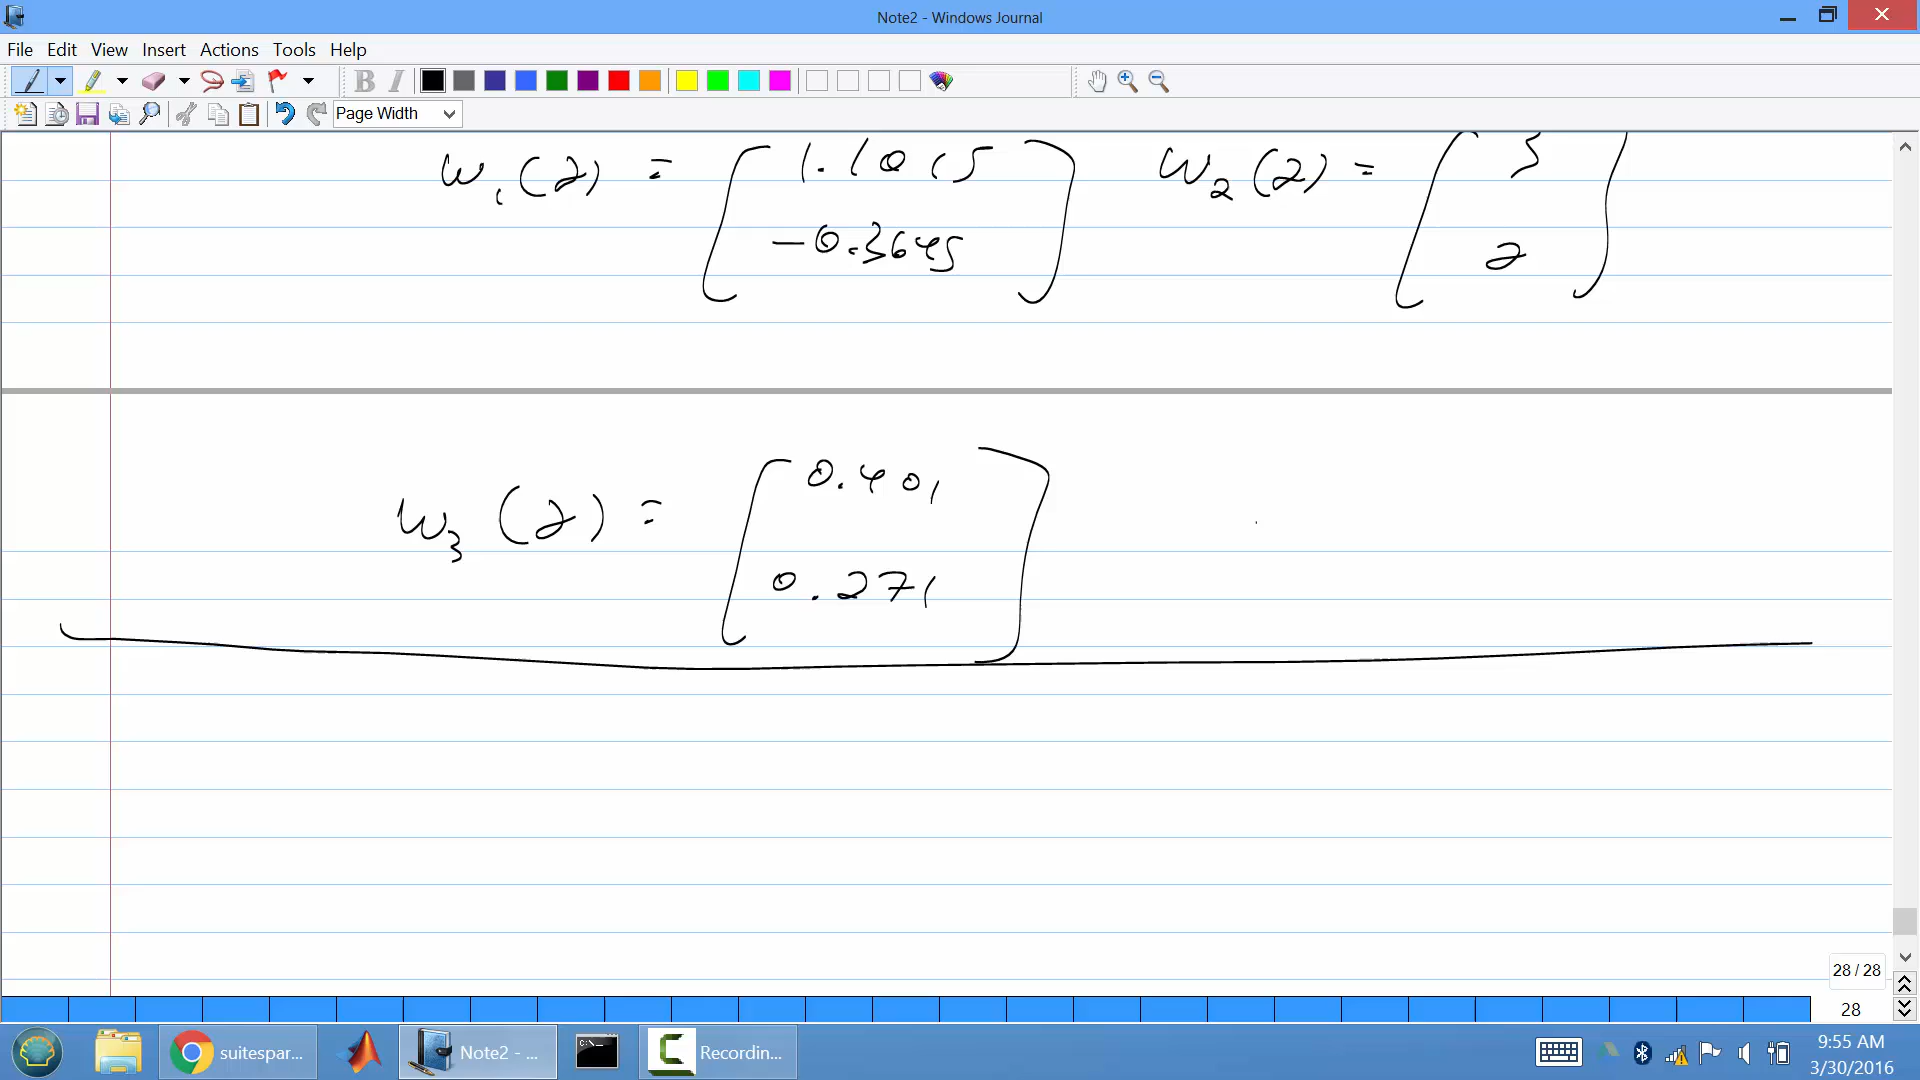 Note2 - Windows Journal
File Edit View Insert Actions Tools Help
B I
Page Width
w₁(2) = [1.1015
-0.3645]
w₂(2) = [3
2]
w₃(2) = [0.401
0.271]
28 / 28
28
suitespar...
Note2 - ...
C:\_
Recordin...
9:55 AM
3/30/2016